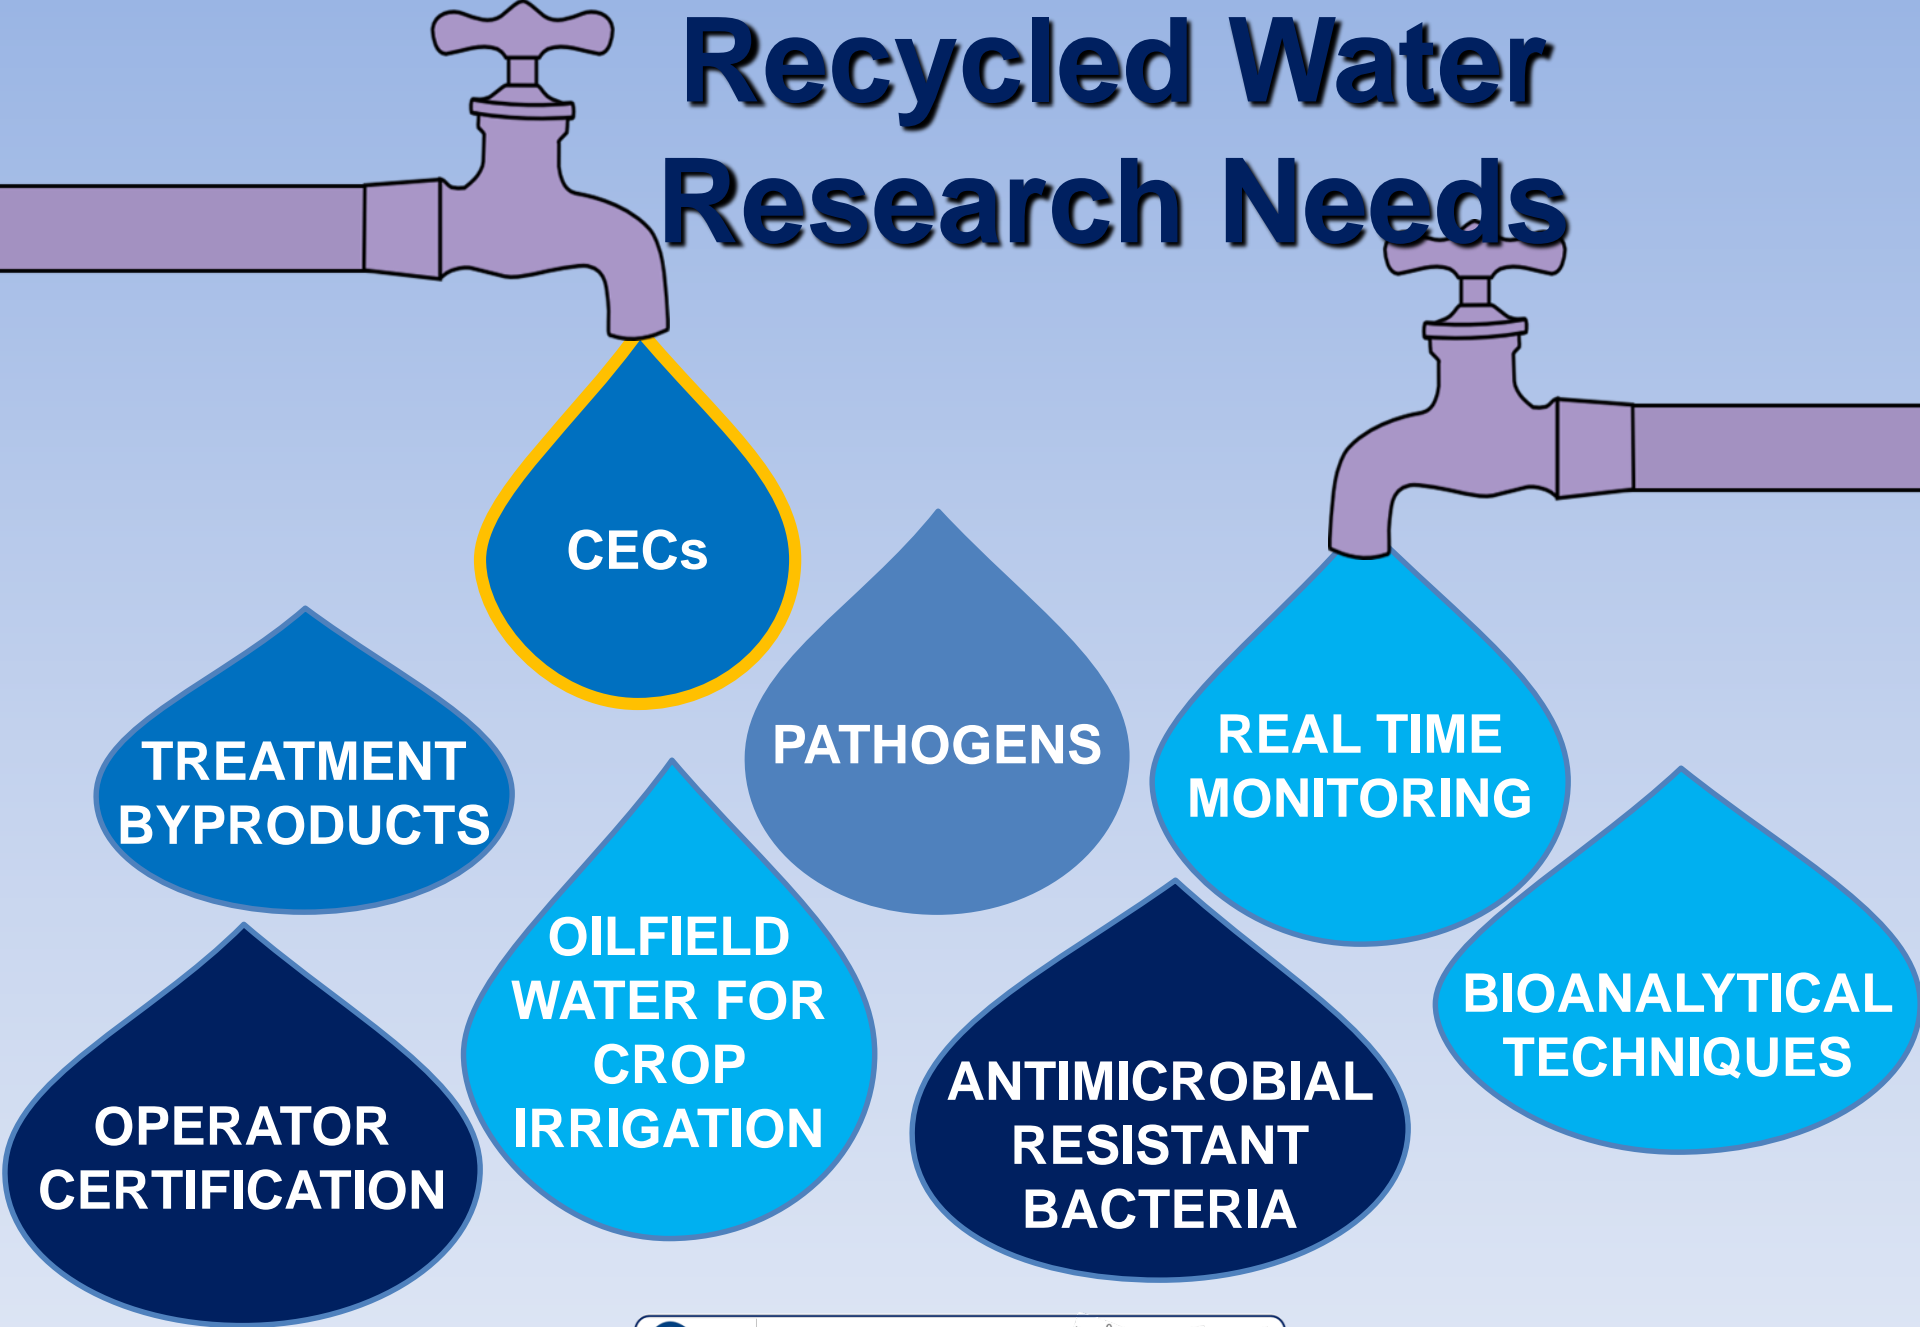 Recycled Water
Research Needs
CECs
PATHOGENS
REAL TIME
MONITORING
TREATMENT
BYPRODUCTS
OILFIELD
WATER FOR
CROP
IRRIGATION
BIOANALYTICAL
TECHNIQUES
ANTIMICROBIAL
RESISTANT
BACTERIA
OPERATOR
CERTIFICATION